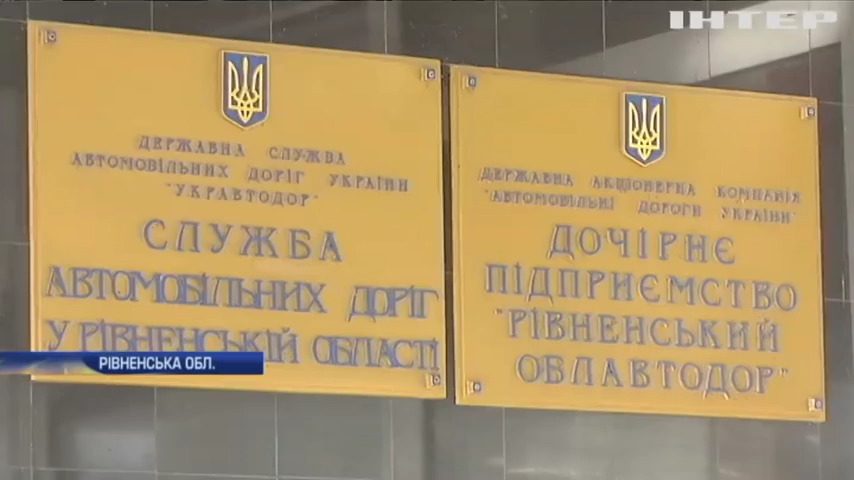 ІНТЕР
ДЕРЖАВНА СЛУЖБА
АВТОМОБІЛЬНИХ ДОРІГ УКРАЇНИ
"УКРАВТОДОР"
СЛУЖБА
АВТОМОБІЛЬНИХ ДОРІГ
У РІВНЕНСЬКІЙ ОБЛАСТІ
ДЕРЖАВНА АКЦІОНЕРНА КОМПАНІЯ
"АВТОМОБІЛЬНІ ДОРОГИ УКРАЇНИ"
ДОЧІРНЄ
ПІДПРИЄМСТВО
"РІВНЕНСЬКИЙ
ОБЛАВТОДОР"
РІВНЕНСЬКА ОБЛ.